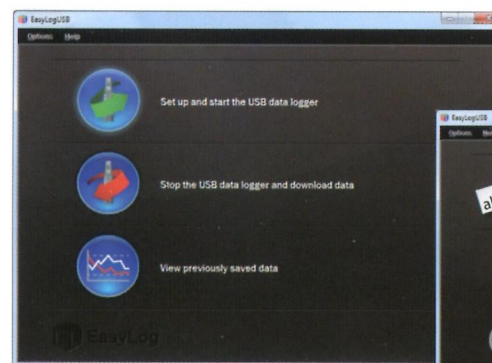 EasyLogUSB
Options Help
Set up and start the USB data logger
Stop the USB data logger and download data
View previously saved data
EasyLog
EasyLogUSB
Options